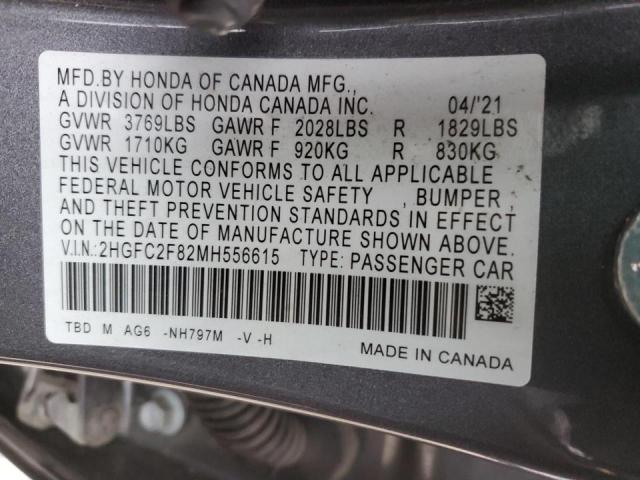 MFD.BY HONDA OF CANADA MFG.,
A DIVISION OF HONDA CANADA INC. 04/'21
GVWR 3769LBS GAWR F 2028LBS R 1829LBS
GVWR 1710KG GAWR F 920KG R 830KG
THIS VEHICLE CONFORMS TO ALL APPLICABLE
FEDERAL MOTOR VEHICLE SAFETY , BUMPER ,
AND THEFT PREVENTION STANDARDS IN EFFECT
ON THE DATE OF MANUFACTURE SHOWN ABOVE.
V.I.N.:2HGFC2F82MH556615 TYPE: PASSENGER CAR
TBD M AG6 -NH797M -V -H
MADE IN CANADA